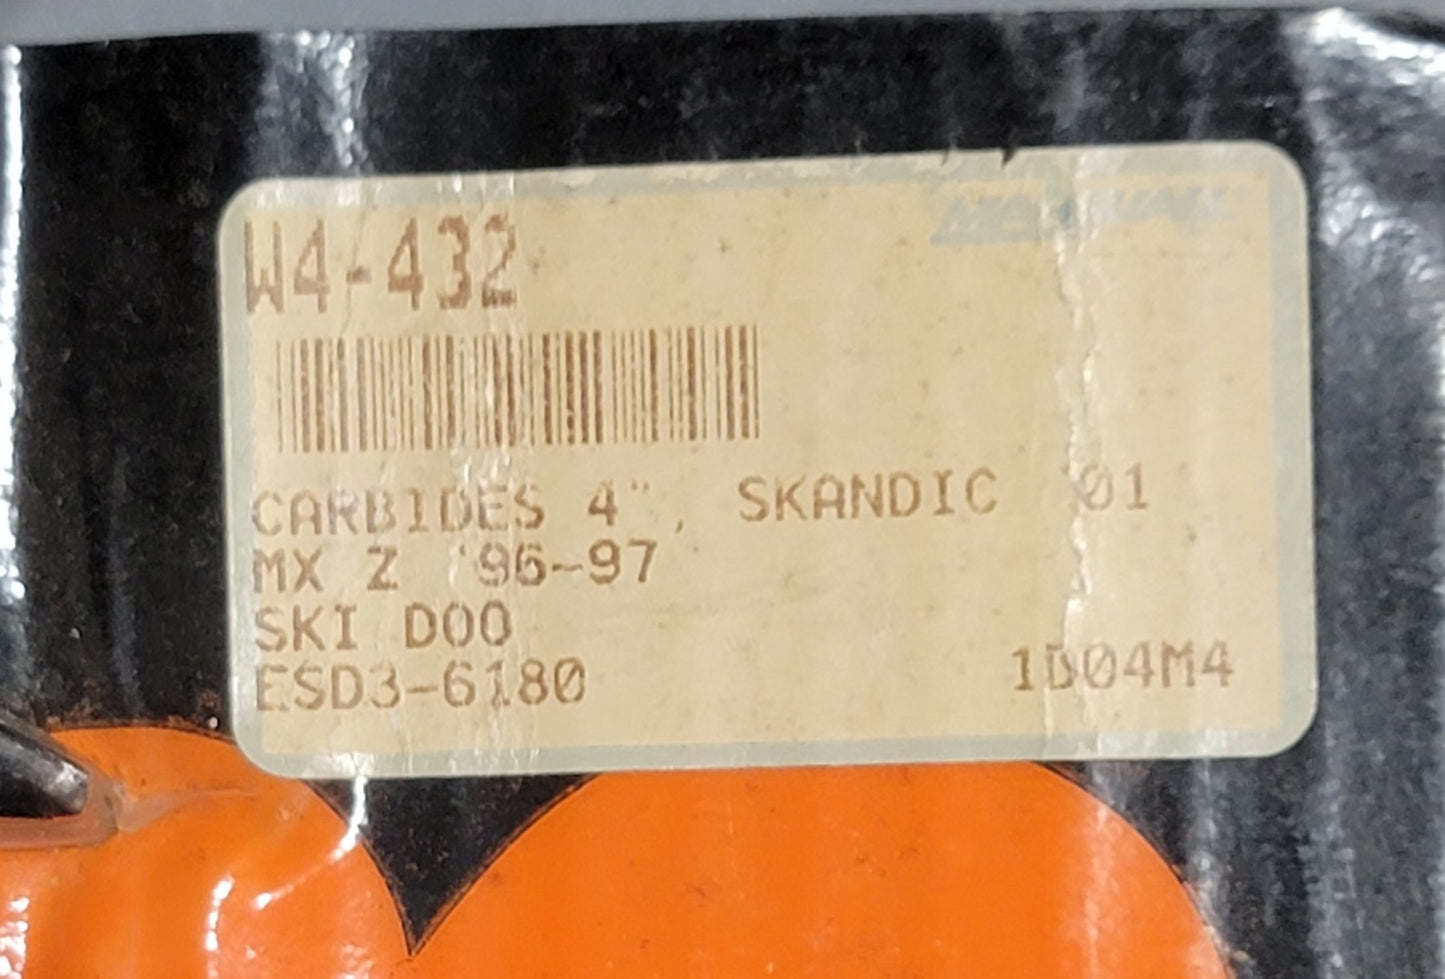 W4-432
CARBIDES 4", SKANDIC '01
MX Z '96-97
SKI DOO
ESD3-6180 1D04M4